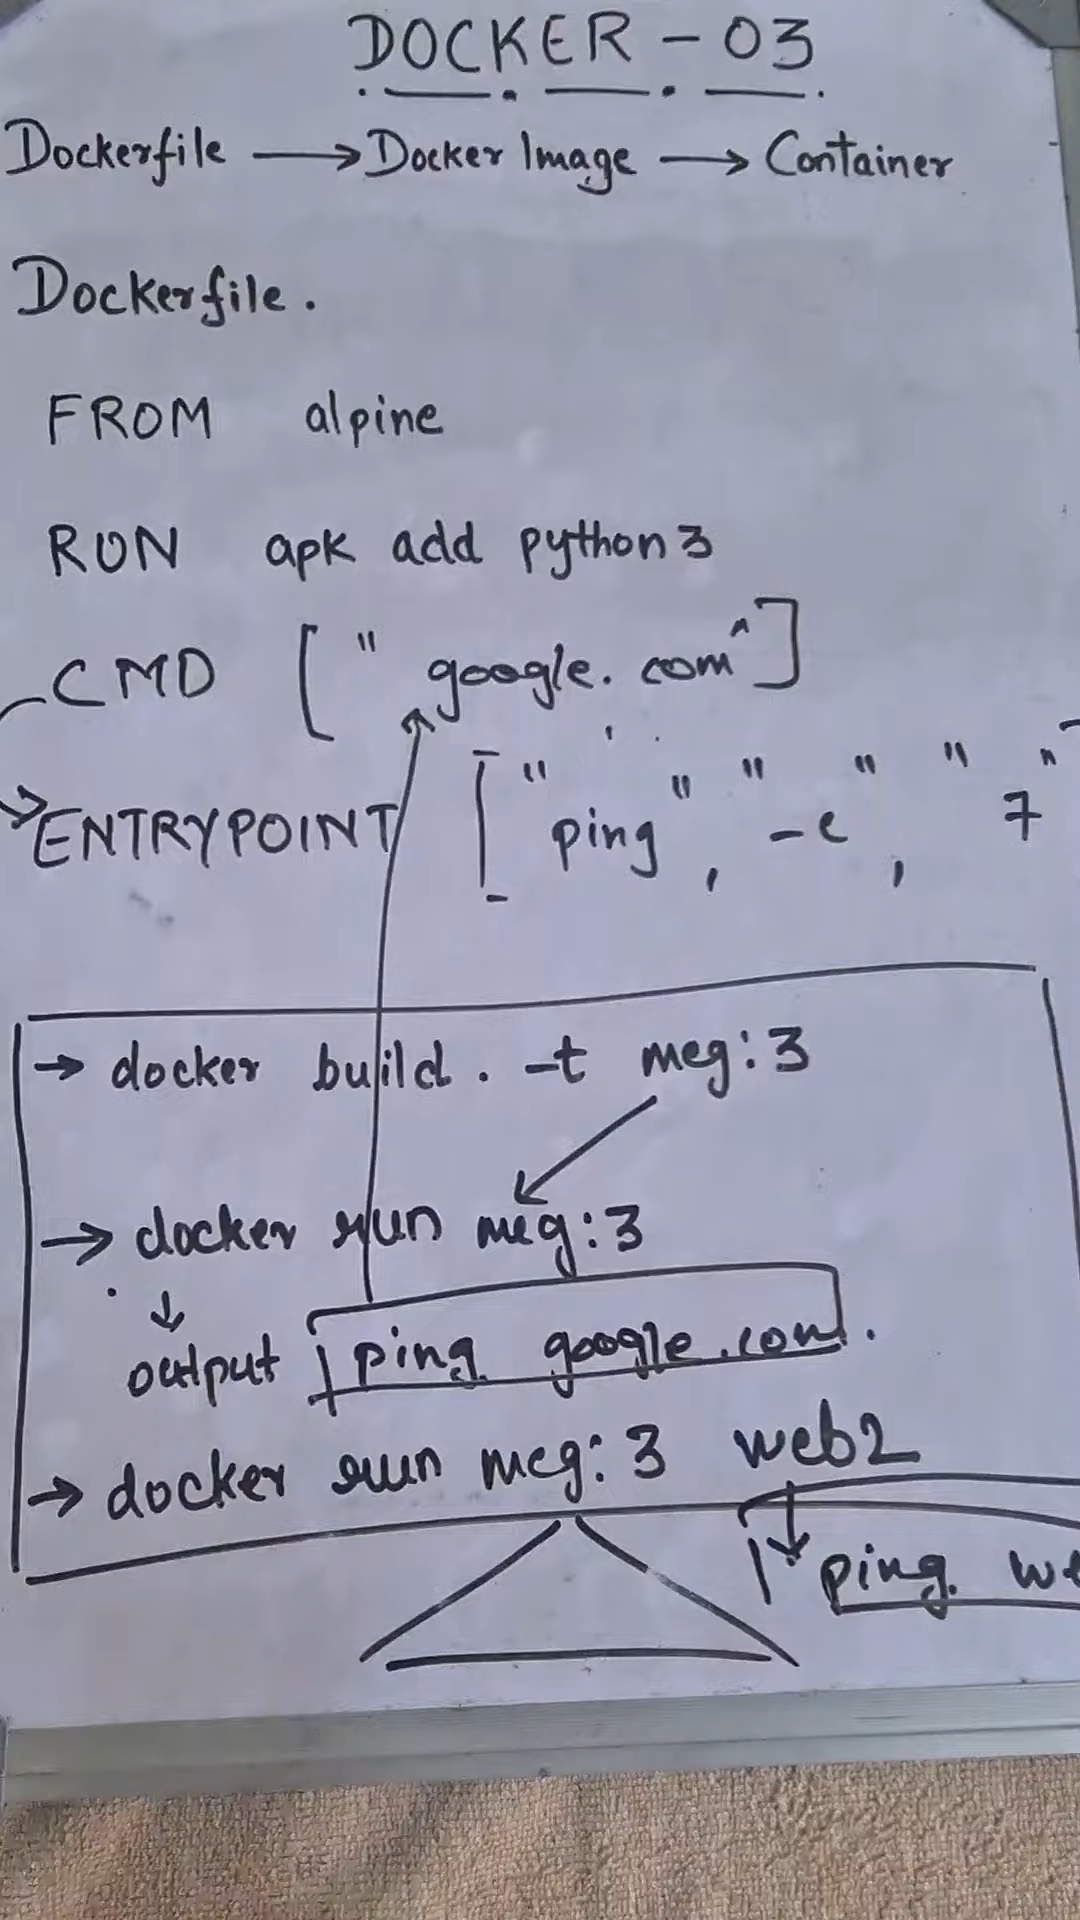 DOCKER - 03
Dockerfile → Docker Image → Container
Dockerfile.
FROM alpine
RUN apk add python3
CMD ["google.com"]
ENTRYPOINT ["ping", "-c", "7"
→ docker build . -t meg:3
→ docker run meg:3
↓
output ping google.com.
→ docker run meg:3 web2
↓
ping